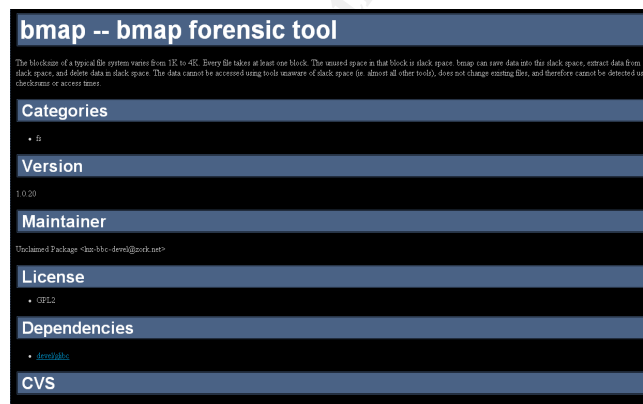 bmap -- bmap forensic tool
The blocksize of a typical file system varies from 1K to 4K. Every file takes at least one block. The unused space in that block is slack space. bmap can save data into this slack space, extract data from
slack space, and delete data in slack space. The data cannot be accessed using tools unaware of slack space (ie. almost all other tools), does not change existing files, and therefore cannot be detected us
checksums or access times.
Categories
• fs
Version
1.0.20
Maintainer
Unclaimed Package <lnx-bbc-devel@zork.net>
License
• GPL2
Dependencies
• devel/glibc
CVS